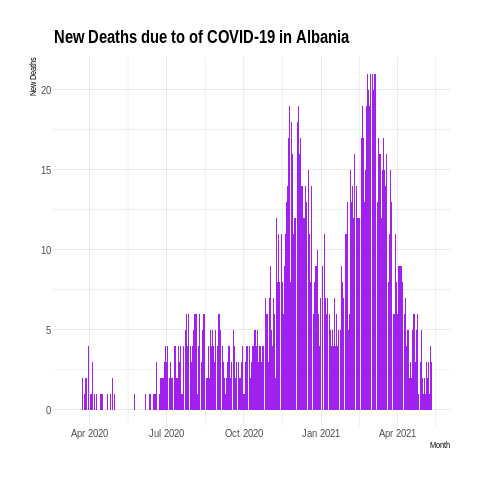 New Deaths due to of COVID-19 in Albania
New Deaths
20
15
10
5
0
Apr 2020 Jul 2020 Oct 2020 Jan 2021 Apr 2021
Month